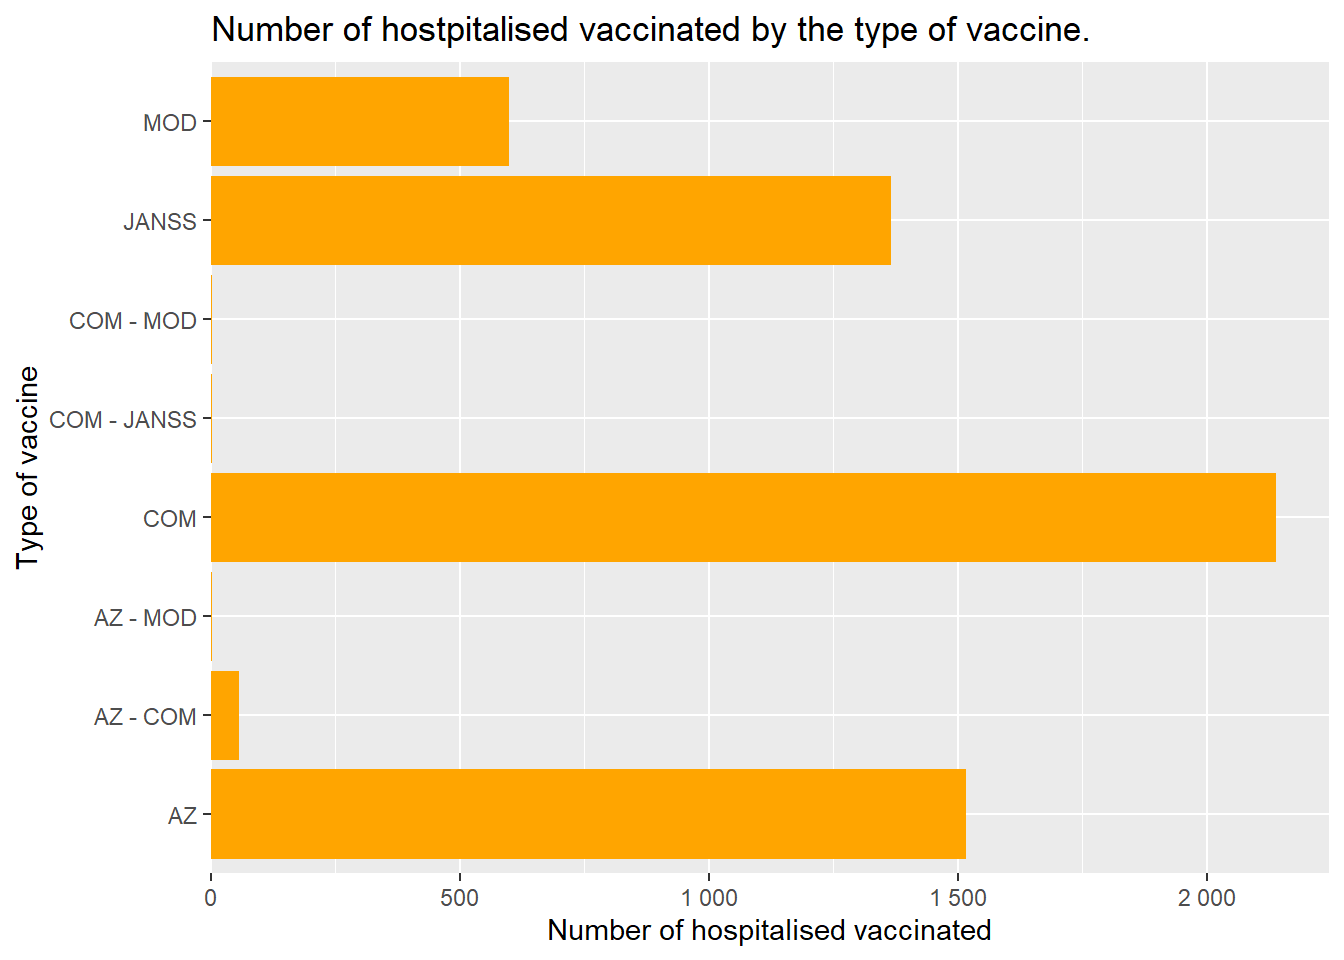 Number of hostpitalised vaccinated by the type of vaccine.
Type of vaccine
MOD
JANSS
COM - MOD
COM - JANSS
COM
AZ - MOD
AZ - COM
AZ
0 500 1 000 1 500 2 000
Number of hospitalised vaccinated